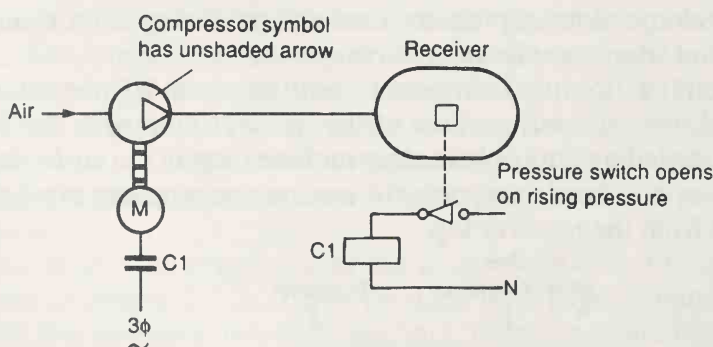 Compressor symbol
has unshaded arrow
Receiver
Air
Pressure switch opens
on rising pressure
M
C1
C1
N
3ϕ